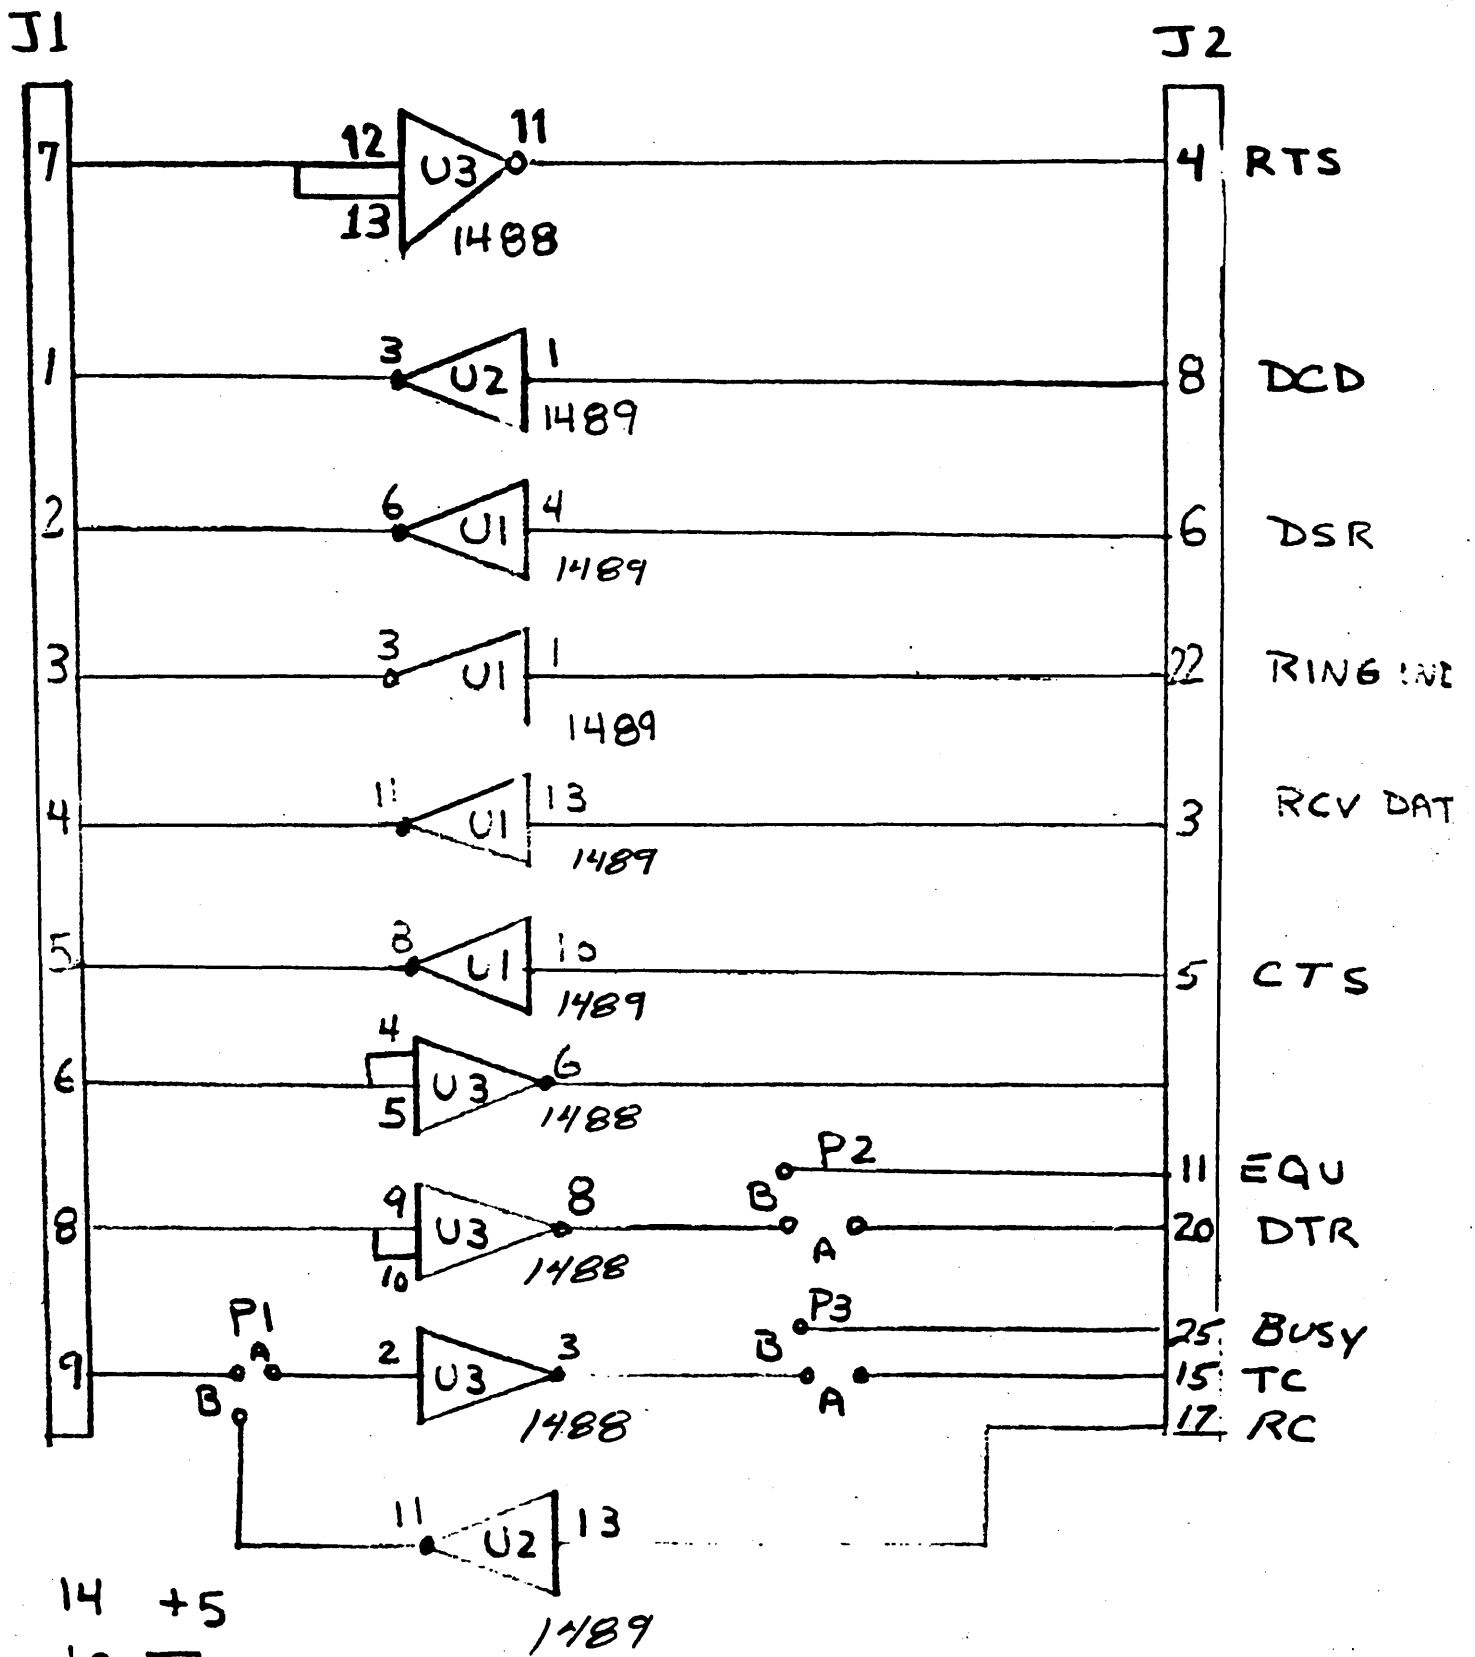 J1 J2
7 12 U3 11 4 RTS
13 1488
1 3 U2 1 8 DCD
1489
2 6 U1 4 6 DSR
1489
3 3 U1 1 22 RING IND
1489
4 11 U1 13 3 RCV DAT
1489
5 8 U1 10 5 CTS
1489
4
6 U3 6
5 1488
P2 11 EQU
B
8 9 U3 8 20 DTR
10 1488 A
P1 P3 25 BUSY
A B
9 2 U3 3 15 TC
B 1488 A 17 RC
11 U2 13
1489
14 +5